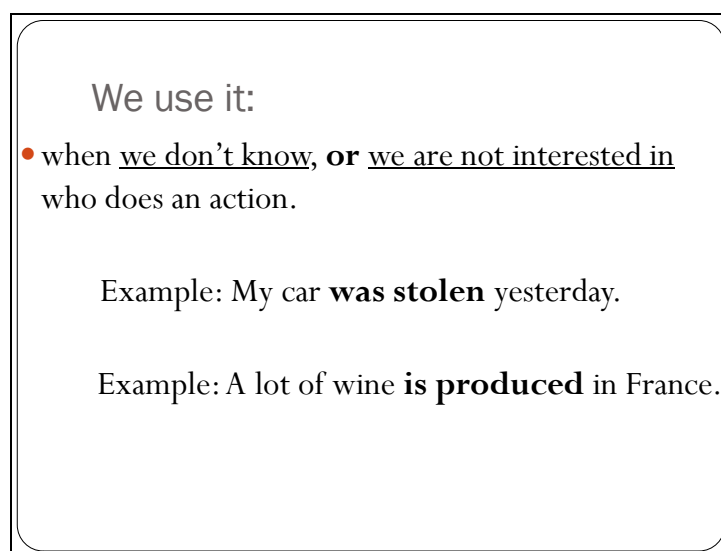 We use it:
• when we don’t know, or we are not interested in
who does an action.
Example: My car was stolen yesterday.
Example: A lot of wine is produced in France.